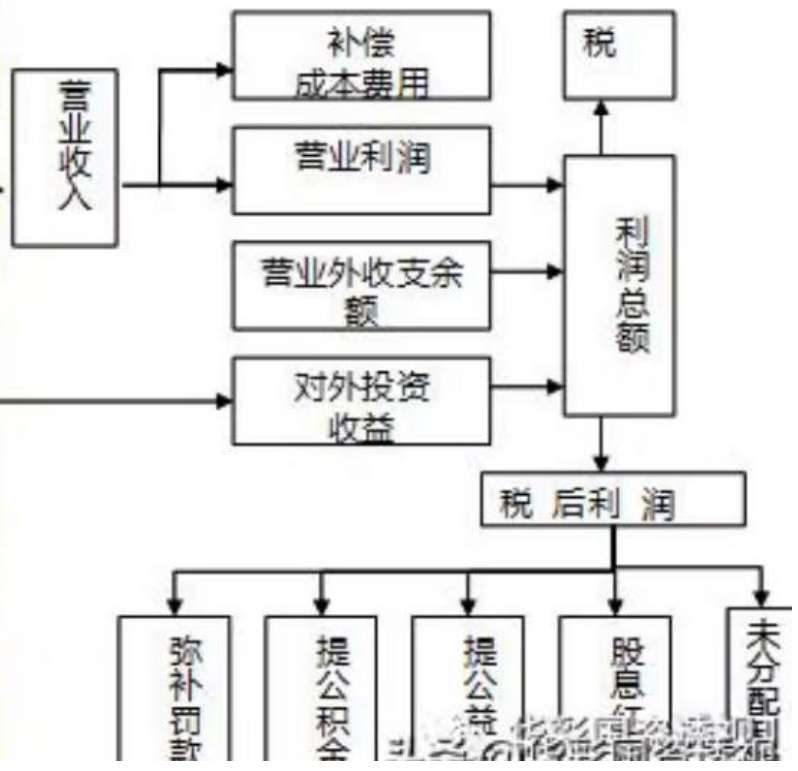 补偿
成本费用
税
营业收入
营业利润
营业外收支余
额
利润总额
对外投资
收益
税 后利 润
弥补罚款
提公积金
提公益
股息红
未分配